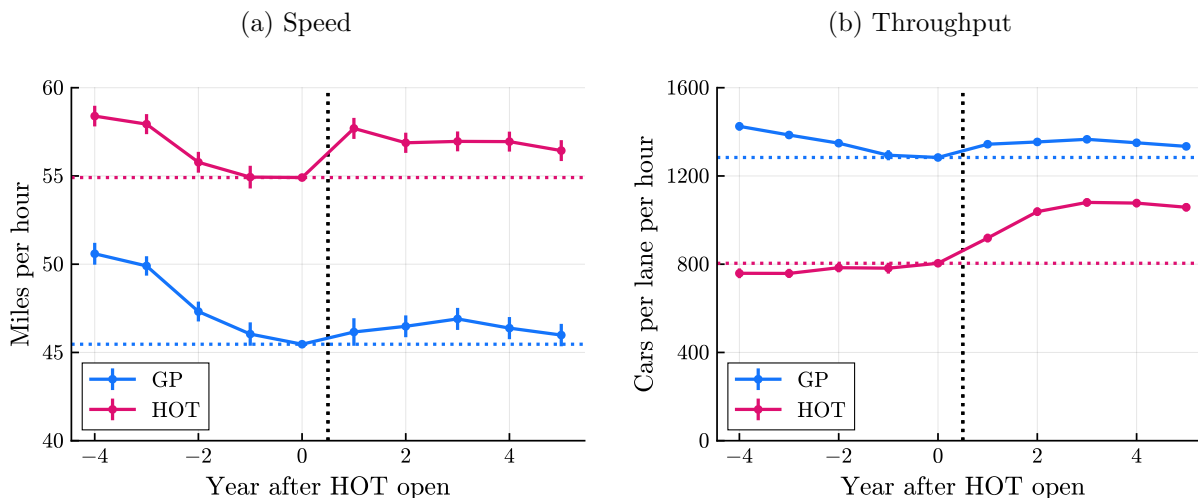 (a) Speed
60
55
50
45
40
Miles per hour
GP
HOT
−4
−2
0
2
4
Year after HOT open
(b) Throughput
1600
1200
800
400
0
Cars per lane per hour
GP
HOT
−4
−2
0
2
4
Year after HOT open